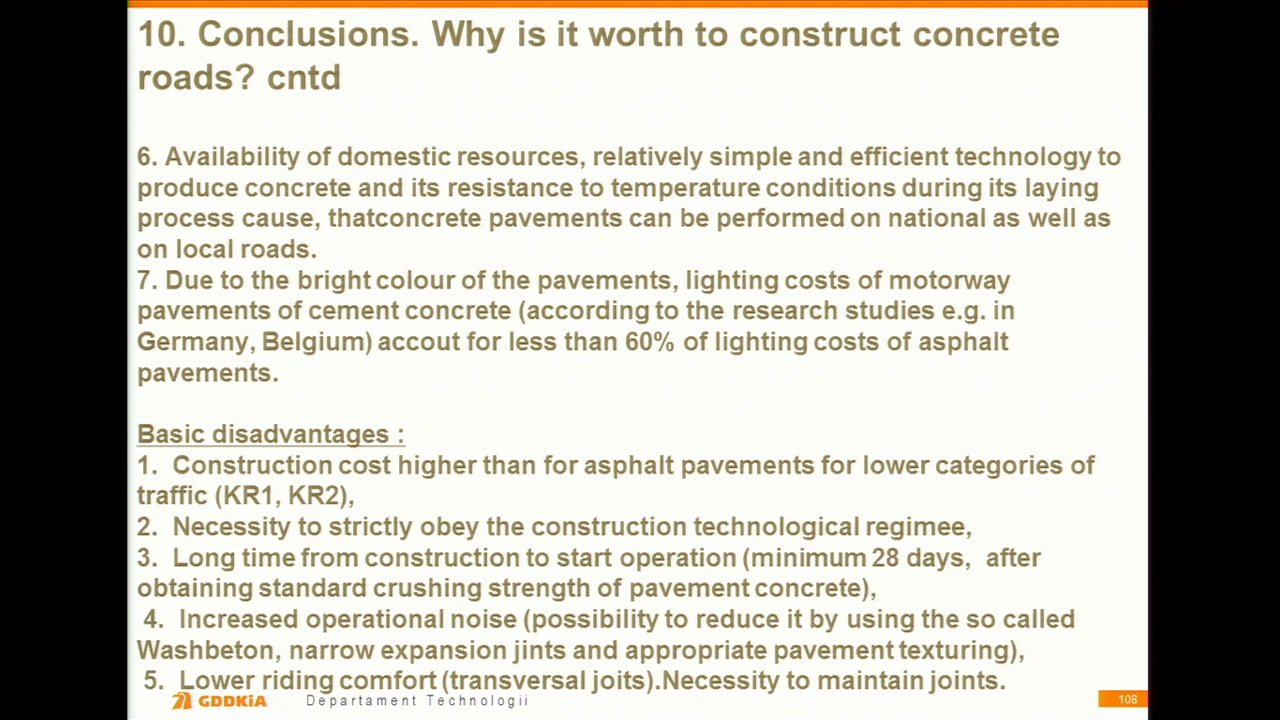 10. Conclusions. Why is it worth to construct concrete
roads? cntd
6. Availability of domestic resources, relatively simple and efficient technology to
produce concrete and its resistance to temperature conditions during its laying
process cause, thatconcrete pavements can be performed on national as well as
on local roads.
7. Due to the bright colour of the pavements, lighting costs of motorway
pavements of cement concrete (according to the research studies e.g. in
Germany, Belgium) accout for less than 60% of lighting costs of asphalt
pavements.
Basic disadvantages :
1. Construction cost higher than for asphalt pavements for lower categories of
traffic (KR1, KR2),
2. Necessity to strictly obey the construction technological regimee,
3. Long time from construction to start operation (minimum 28 days, after
obtaining standard crushing strength of pavement concrete),
4. Increased operational noise (possibility to reduce it by using the so called
Washbeton, narrow expansion jints and appropriate pavement texturing),
5. Lower riding comfort (transversal joits).Necessity to maintain joints.
GDDKiA Departament Technologii 108